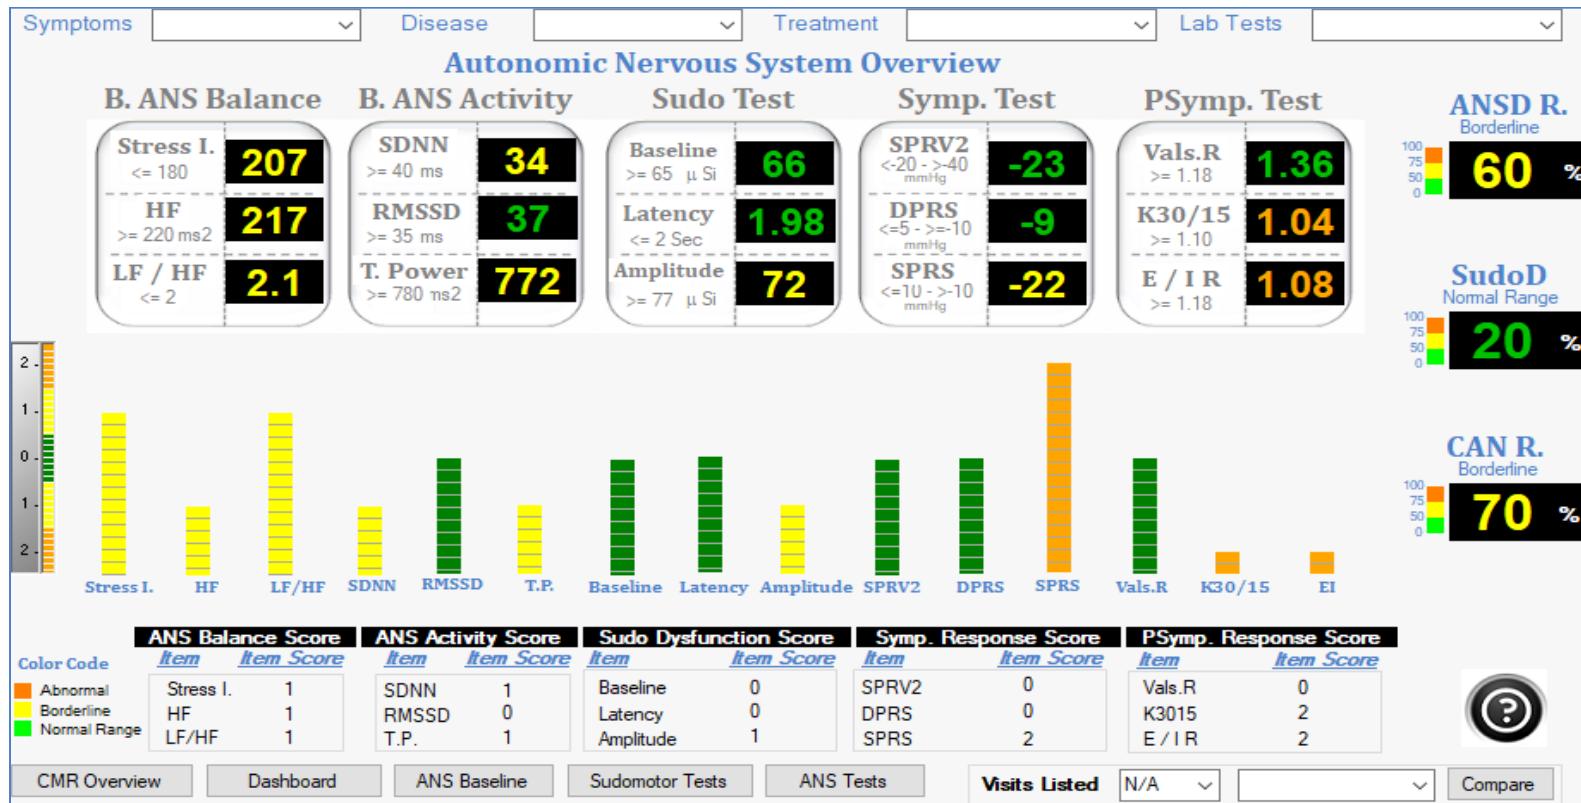 Symptoms Disease Treatment Lab Tests
Autonomic Nervous System Overview
B. ANS Balance B. ANS Activity Sudo Test Symp. Test PSymp. Test
Stress I.
<= 180
207
HF
>= 220 ms2
217
LF / HF
<= 2
2.1
SDNN
>= 40 ms
34
RMSSD
>= 35 ms
37
T. Power
>= 780 ms2
772
Baseline
>= 65 μ Si
66
Latency
<= 2 Sec
1.98
Amplitude
>= 77 μ Si
72
SPRV2
<-20 - >-40
mmHg
-23
DPRS
<=5 - >=-10
mmHg
-9
SPRS
<=10 - >-10
mmHg
-22
Vals.R
>= 1.18
1.36
K30/15
>= 1.10
1.04
E / I R
>= 1.18
1.08
ANSD R.
Borderline
100
75
50
0
60 %
SudoD
Normal Range
100
75
50
0
20 %
CAN R.
Borderline
100
75
50
0
70 %
2 -
1 -
0 -
1 -
2 -
Stress I. HF LF/HF SDNN RMSSD T.P. Baseline Latency Amplitude SPRV2 DPRS SPRS Vals.R K30/15 EI
Color Code
Abnormal
Borderline
Normal Range
ANS Balance Score
Item Item Score
Stress I. 1
HF 1
LF/HF 1
ANS Activity Score
Item Item Score
SDNN 1
RMSSD 0
T.P. 1
Sudo Dysfunction Score
Item Item Score
Baseline 0
Latency 0
Amplitude 1
Symp. Response Score
Item Item Score
SPRV2 0
DPRS 0
SPRS 2
PSymp. Response Score
Item Item Score
Vals.R 0
K3015 2
E / I R 2
?
CMR Overview Dashboard ANS Baseline Sudomotor Tests ANS Tests Visits Listed N/A Compare